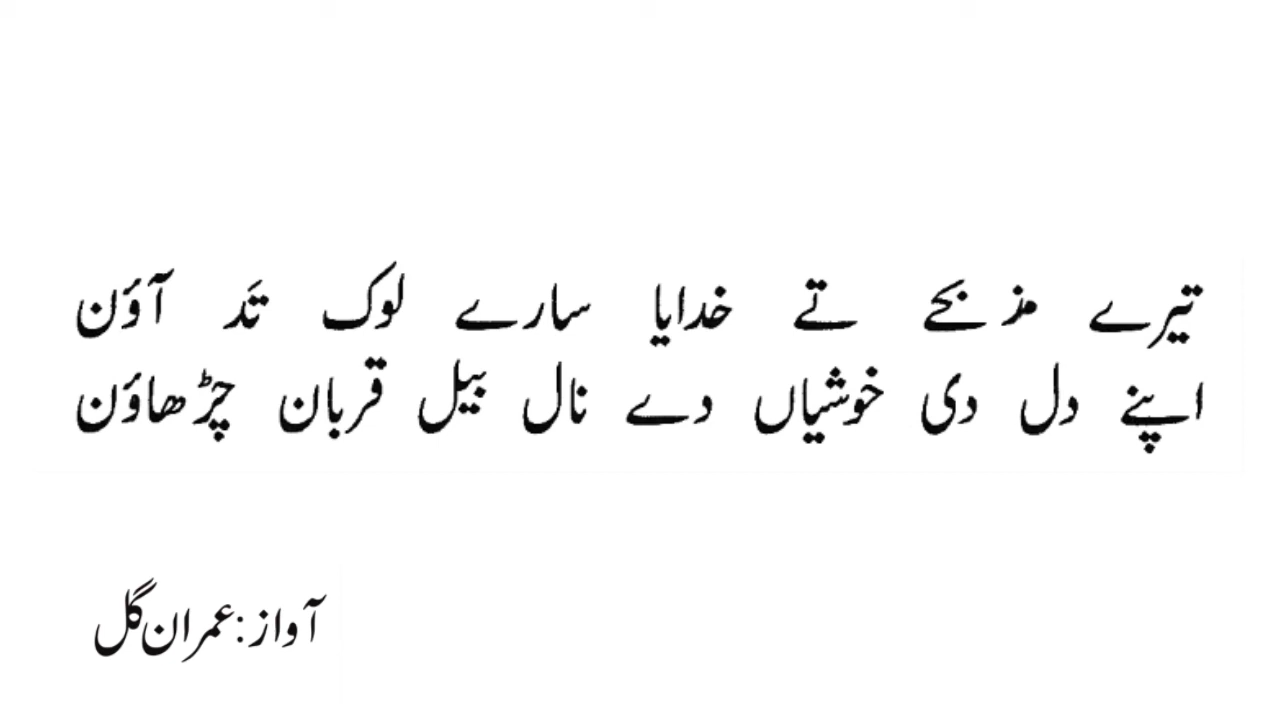 تیرے مذبحے تے خدایا سارے لوک تَد آؤن
اپنے دل دی خوشیاں دے نال بیل قربان چڑھاؤن
آواز: عمران گل